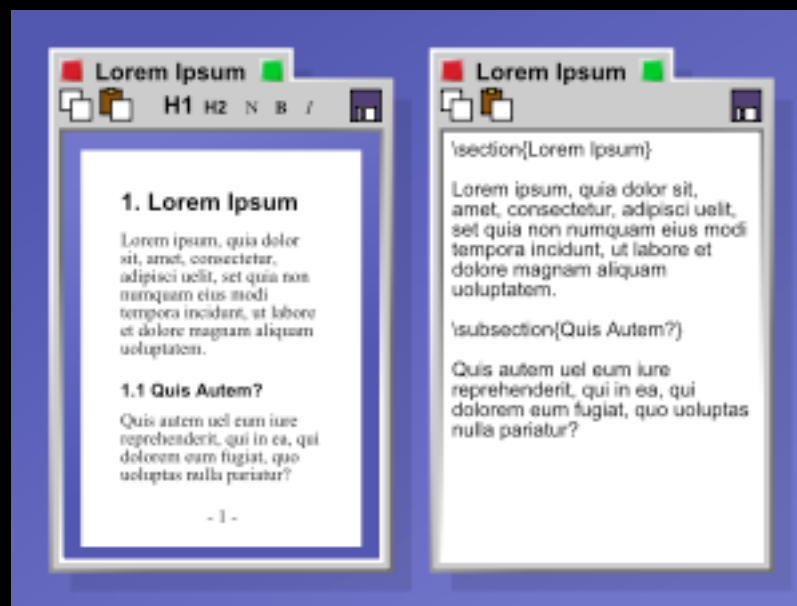 Lorem Ipsum
H1 H2 N B I
1. Lorem Ipsum
Lorem ipsum, quia dolor
sit, amet, consectetur,
adipisci uelit, set quia non
numquam eius modi
tempora incidunt, ut labore
et dolore magnam aliquam
uoluptatem.
1.1 Quis Autem?
Quis autem uel eum iure
reprehenderit, qui in ea, qui
dolorem eum fugiat, quo
uoluptas nulla pariatur?
- 1 -
Lorem Ipsum
\section{Lorem Ipsum}
Lorem ipsum, quia dolor sit,
amet, consectetur, adipisci uelit,
set quia non numquam eius modi
tempora incidunt, ut labore et
dolore magnam aliquam
uoluptatem.
\subsection{Quis Autem?}
Quis autem uel eum iure
reprehenderit, qui in ea, qui
dolorem eum fugiat, quo uoluptas
nulla pariatur?